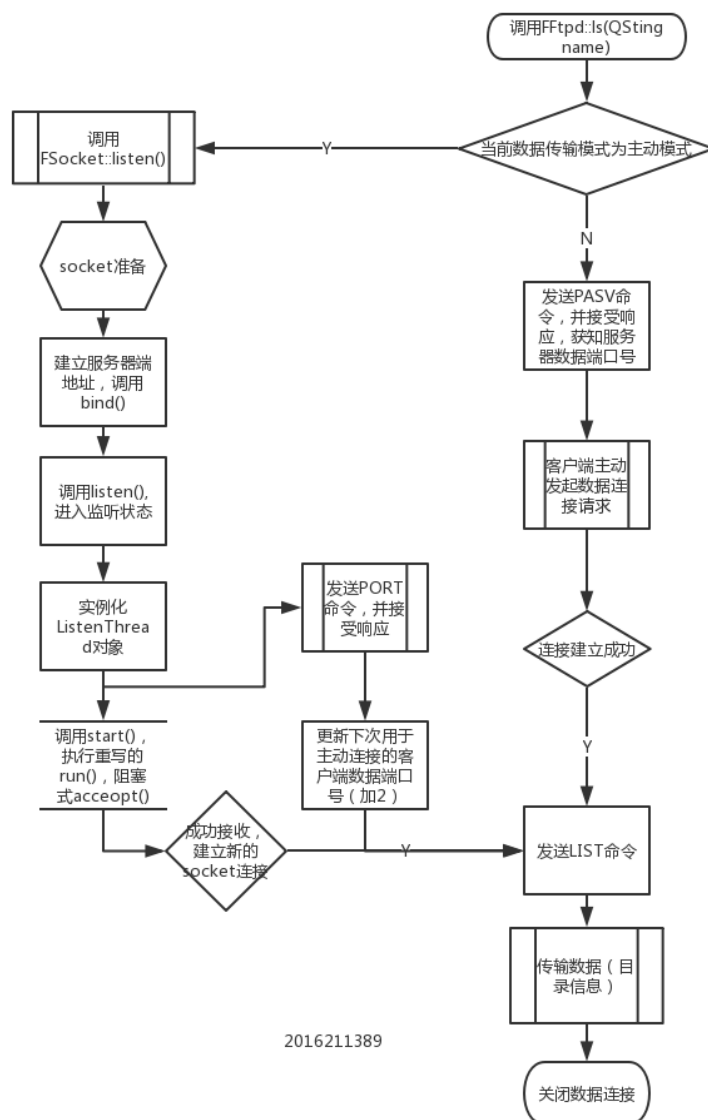 调用FFtpd::ls(QSting
name)
当前数据传输模式为主动模式
Y
调用
FSocket::listen()
N
socket准备
发送PASV命
令，并接受响
应，获知服务
器数据端口号
建立服务器端
地址，调用
bind()
客户端主动
发起数据连
接请求
调用listen(),
进入监听状态
实例化
ListenThrea
d对象
发送PORT
命令，并接
受响应
连接建立成功
Y
调用start()，
执行重写的
run()，阻塞
式acceopt()
更新下次用于
主动连接的客
户端数据端口
号（加2）
成功接收，
建立新的
socket连接
Y
发送LIST命令
传输数据（目
录信息）
2016211389
关闭数据连接